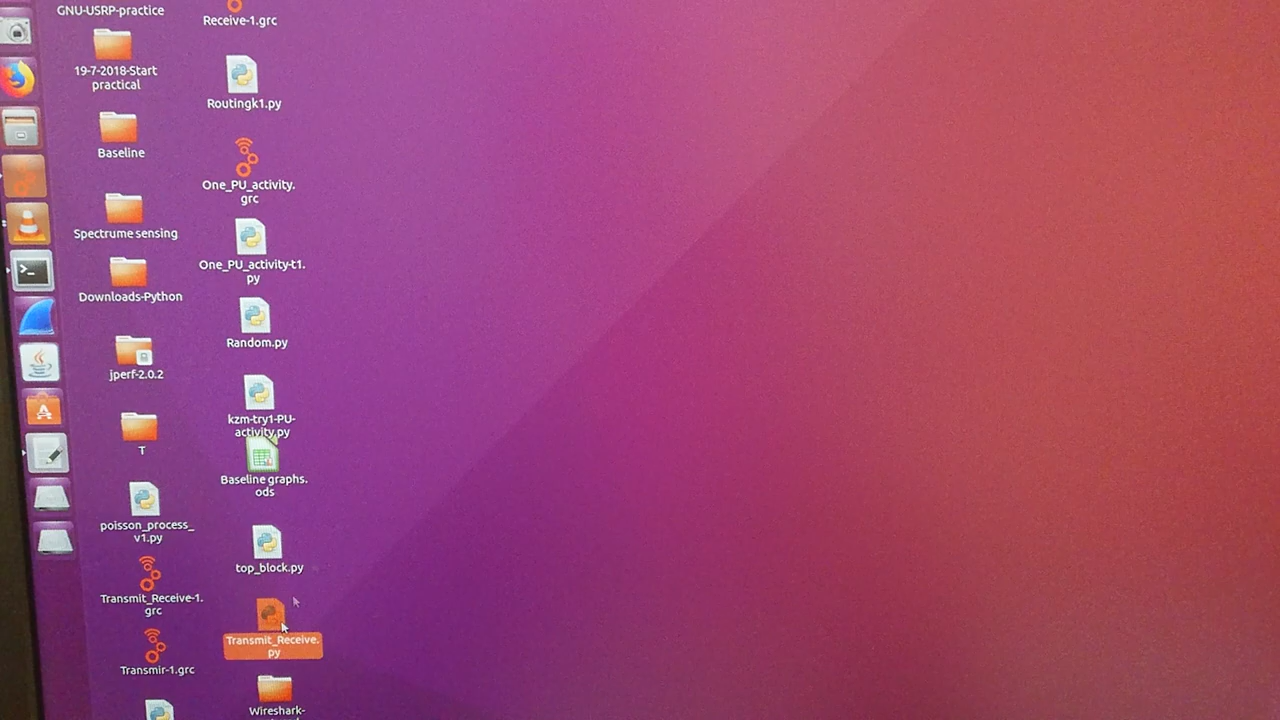 GNU-USRP-practice
19-7-2018-Start
practical
Baseline
Spectrume sensing
Downloads-Python
jperf-2.0.2
T
poisson_process_
v1.py
Transmit_Receive-1.
grc
Transmir-1.grc
Receive-1.grc
Routingk1.py
One_PU_activity.
grc
One_PU_activity-t1.
py
Random.py
kzm-try1-PU-
activity.py
Baseline graphs.
ods
top_block.py
Transmit_Receive.
py
Wireshark-